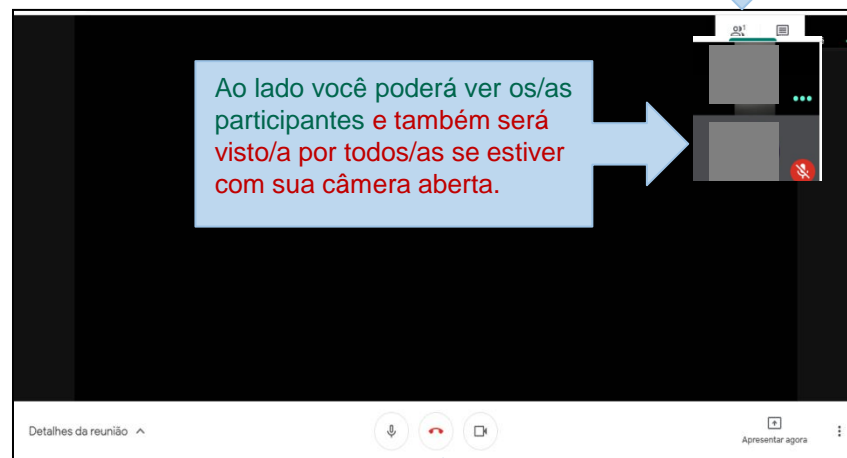 Ao lado você poderá ver os/as
participantes e também será
visto/a por todos/as se estiver
com sua câmera aberta.
Detalhes da reunião
Apresentar agora